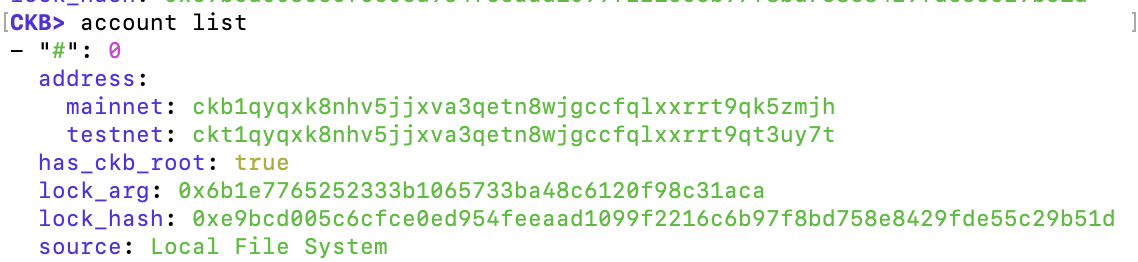 CKB> account list
- "#": 0
address:
mainnet: ckb1qyqxk8nhv5jjxva3qetn8wjgccfqlxxrrt9qk5zmjh
testnet: ckt1qyqxk8nhv5jjxva3qetn8wjgccfqlxxrrt9qt3uy7t
has_ckb_root: true
lock_arg: 0x6b1e7765252333b1065733ba48c6120f98c31aca
lock_hash: 0xe9bcd005c6cfce0ed954feeaad1099f2216c6b97f8bd758e8429fde55c29b51d
source: Local File System